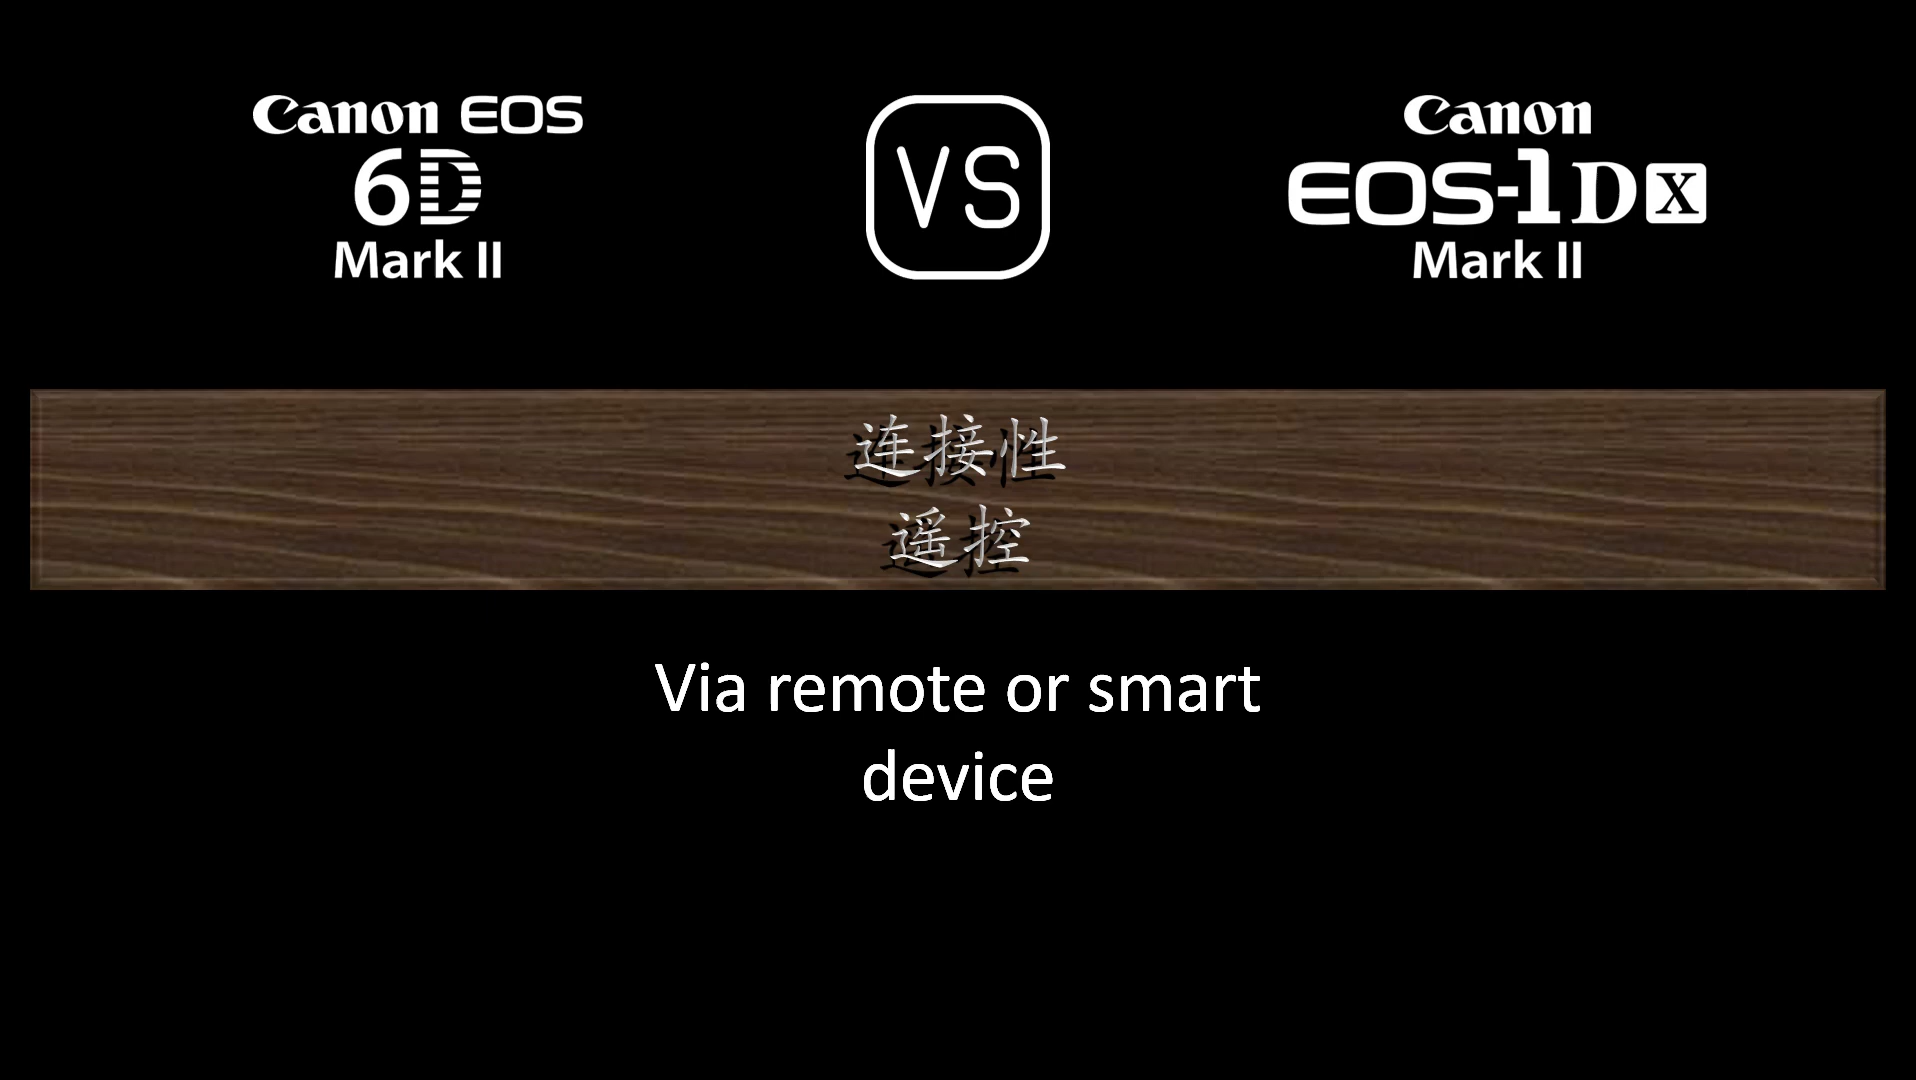 Canon EOS
6D
Mark II
VS
Canon
EOS-1D X
Mark II
连接性
遥控
Via remote or smart
device